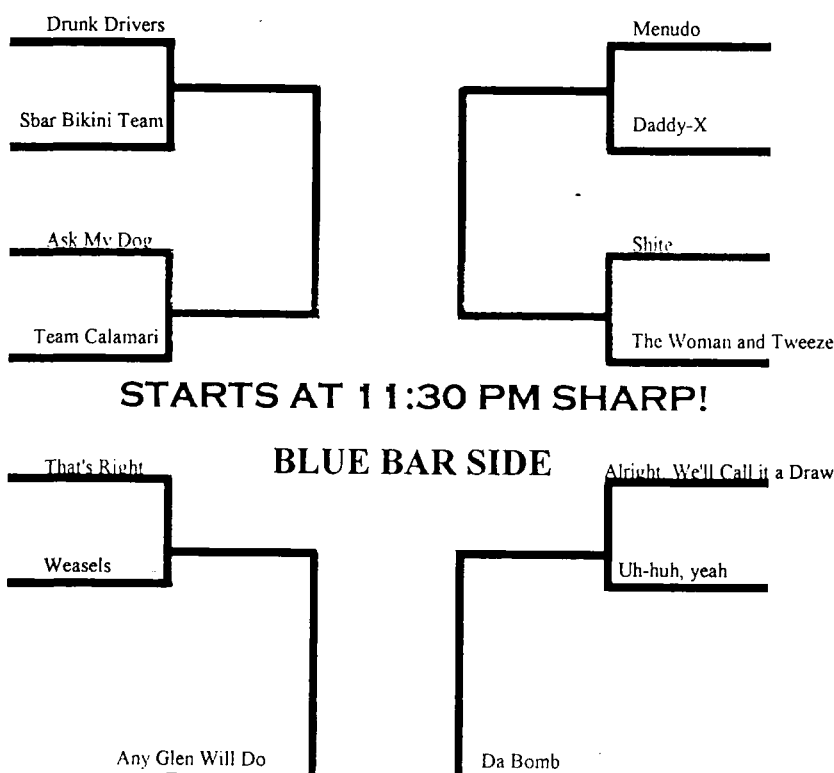 Drunk Drivers
Menudo
Sbar Bikini Team
Daddy-X
Ask My Dog
Shite
Team Calamari
The Woman and Tweeze
STARTS AT 11:30 PM SHARP!
BLUE BAR SIDE
That's Right
Alright, We'll Call it a Draw
Weasels
Uh-huh, yeah
Any Glen Will Do
Da Bomb